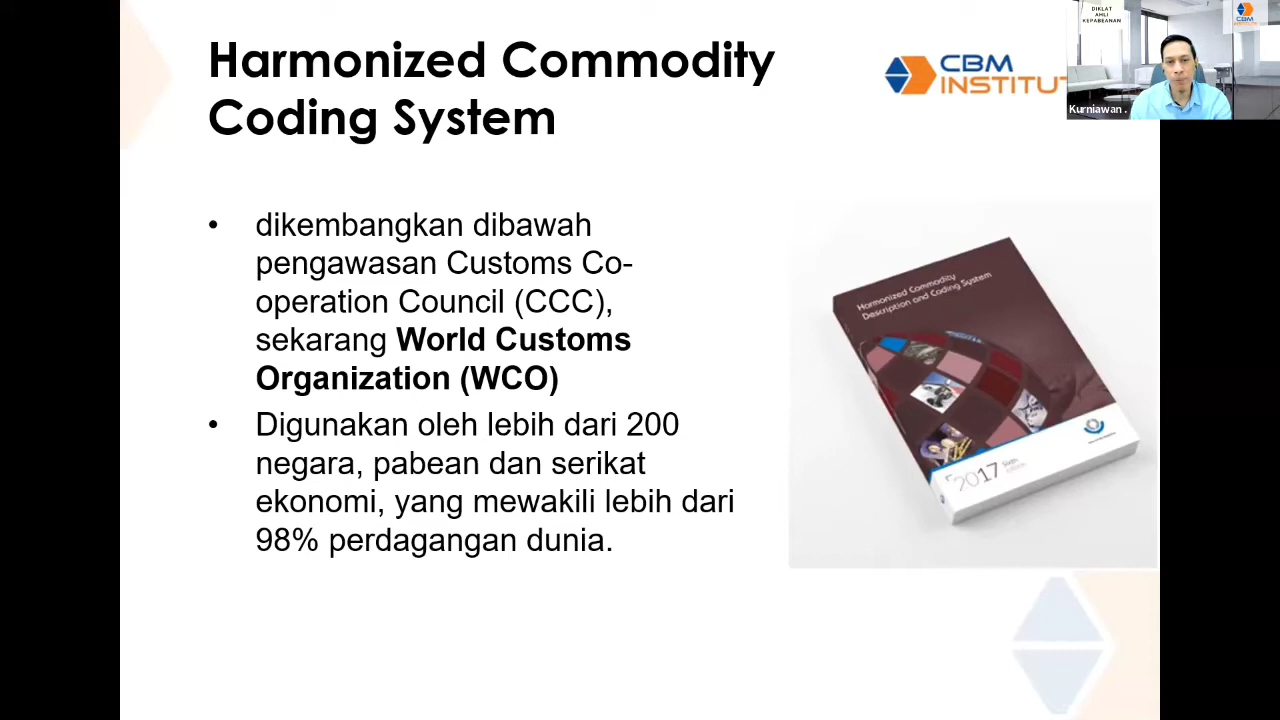 Harmonized Commodity
Coding System
CBM
INSTITUT
DIKLAT
AHLI
KEPABEANAN
CBM
Kurniawan .
• dikembangkan dibawah
pengawasan Customs Co-
operation Council (CCC),
sekarang World Customs
Organization (WCO)
• Digunakan oleh lebih dari 200
negara, pabean dan serikat
ekonomi, yang mewakili lebih dari
98% perdagangan dunia.
Harmonized Commodity
Description and Coding System
2017